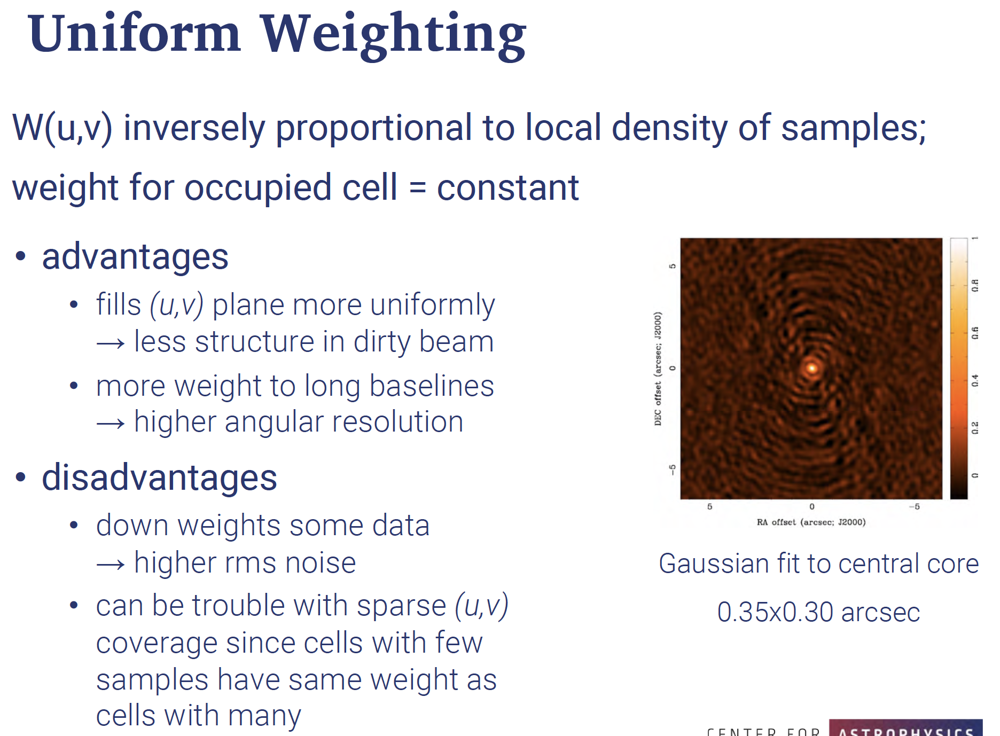 Uniform Weighting
W(u,v) inversely proportional to local density of samples;
weight for occupied cell = constant
• advantages
• fills (u,v) plane more uniformly
→ less structure in dirty beam
• more weight to long baselines
→ higher angular resolution
• disadvantages
• down weights some data
→ higher rms noise
• can be trouble with sparse (u,v)
coverage since cells with few
samples have same weight as
cells with many
DEC offset (arcsec; J2000)
5
0
−5
5 0 −5
RA offset (arcsec; J2000)
1
0.8
0.6
0.4
0.2
0
Gaussian fit to central core
0.35x0.30 arcsec
CENTER FOR ASTROPHYSICS